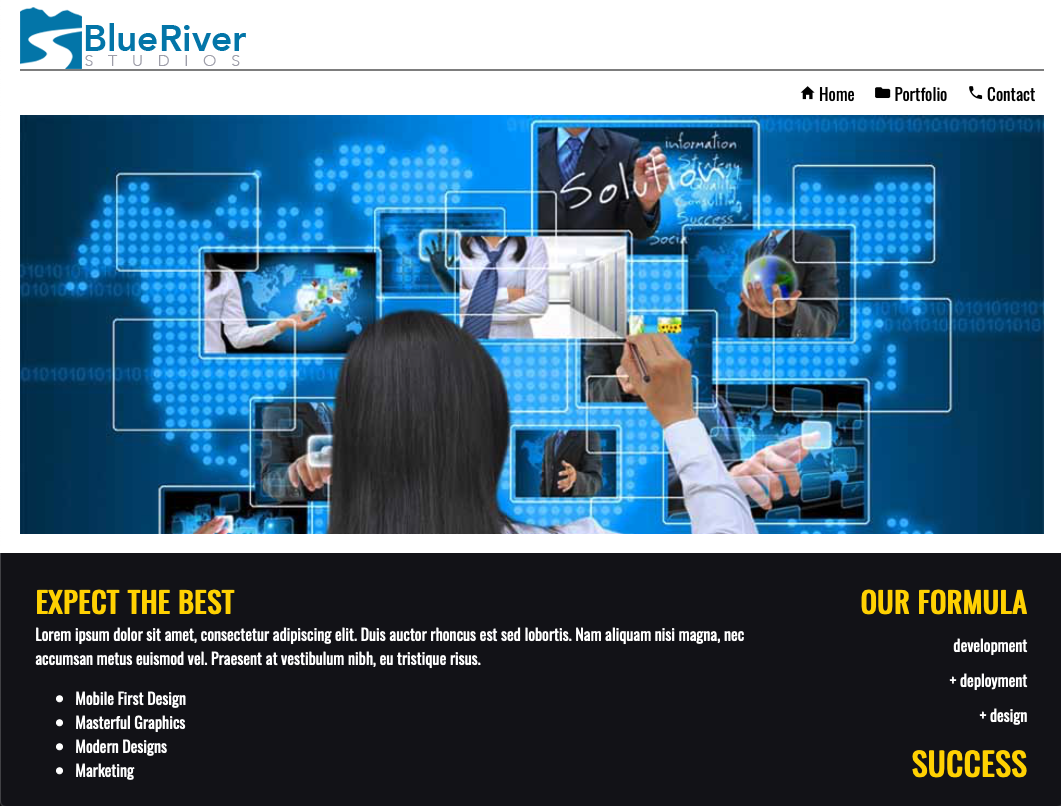 BlueRiver
STUDIOS
Home Portfolio Contact
information
Solution
Strategy
Quality
Consulting
Success
Social
EXPECT THE BEST
Lorem ipsum dolor sit amet, consectetur adipiscing elit. Duis auctor rhoncus est sed lobortis. Nam aliquam nisi magna, nec
accumsan metus euismod vel. Praesent at vestibulum nibh, eu tristique risus.
Mobile First Design
Masterful Graphics
Modern Designs
Marketing
OUR FORMULA
development
+ deployment
+ design
SUCCESS